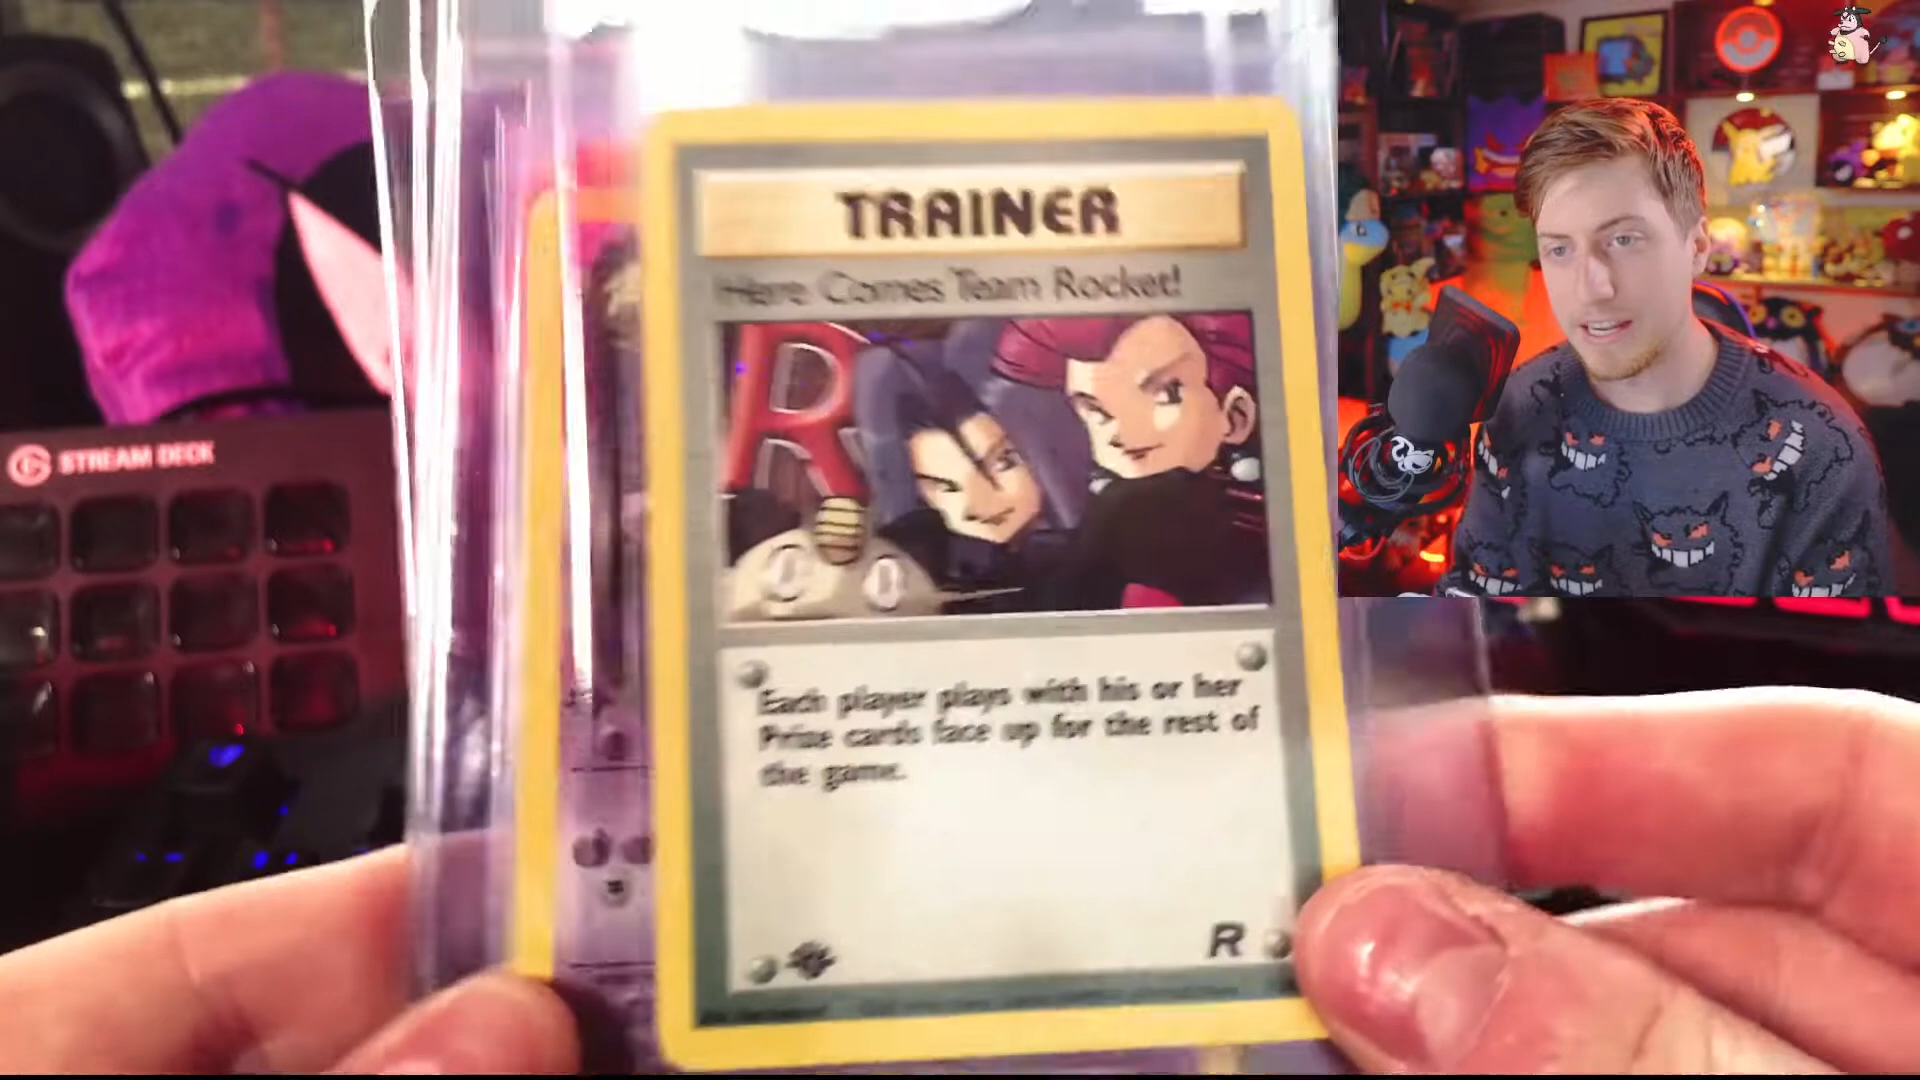 STREAM DECK
TRAINER
Here Comes Team Rocket!
R
Each player plays with his or her
Prize cards face up for the rest of
the game.
R